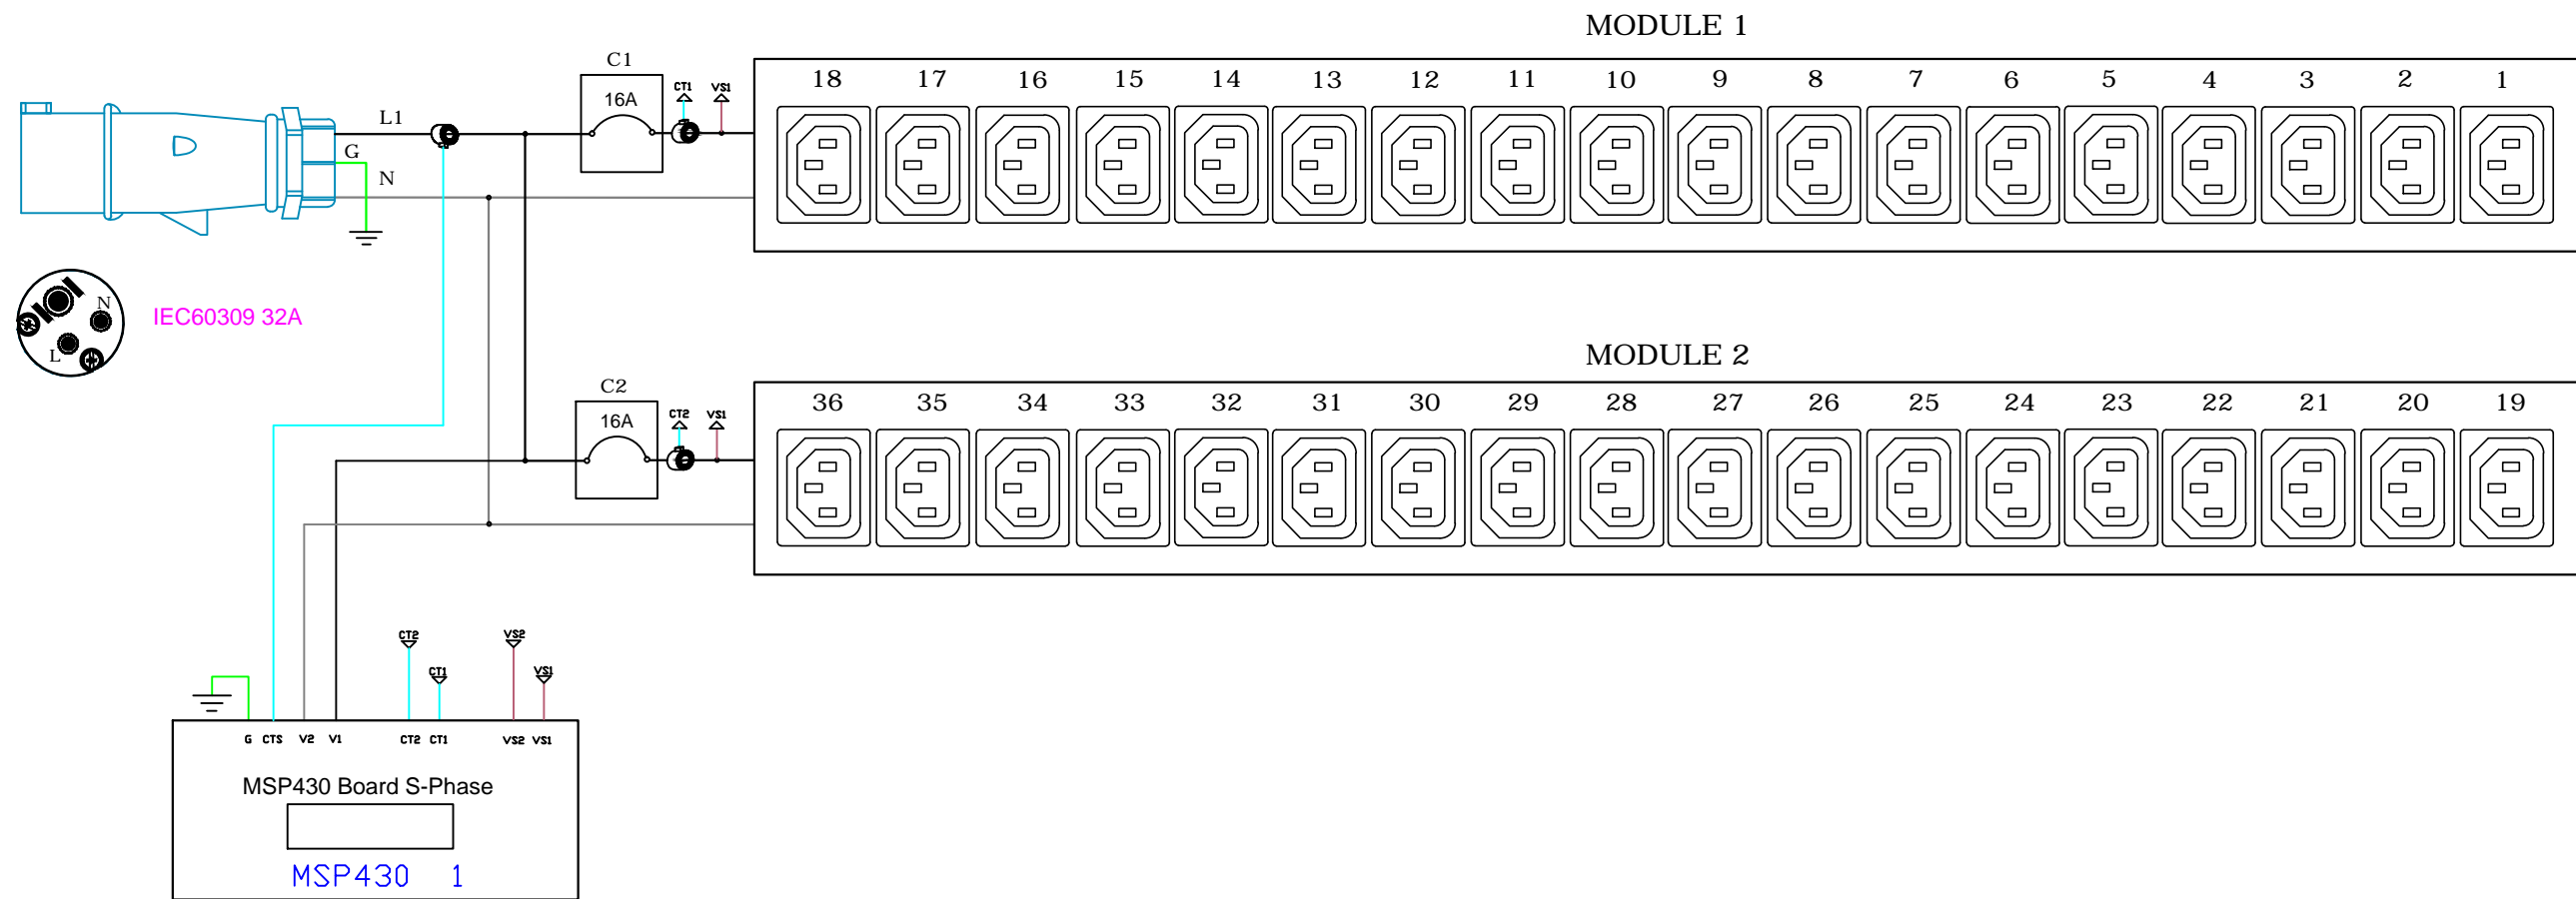 MODULE 1
C1
16A
CT1
VS1
18 17 16 15 14 13 12 11 10 9 8 7 6 5 4 3 2 1
L1
G
N
N
L
IEC60309 32A
MODULE 2
C2
16A
CT2
VS1
36 35 34 33 32 31 30 29 28 27 26 25 24 23 22 21 20 19
CT2
CT1
VS2
VS1
G CTS V2 V1 CT2 CT1 VS2 VS1
MSP430 Board S-Phase
MSP430 1